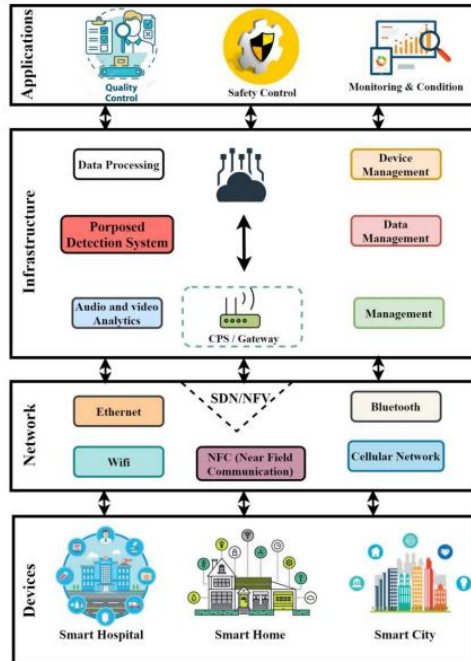 Applications
Quality
Control
Safety Control
Monitoring & Condition
Infrastructure
Data Processing
Device
Management
Porposed
Detection System
Data
Management
Audio and video
Analytics
CPS / Gateway
Management
Network
SDN/NFV
Ethernet
Bluetooth
Wifi
NFC (Near Field
Communication)
Cellular Network
Devices
Smart Hospital
Smart Home
Smart City